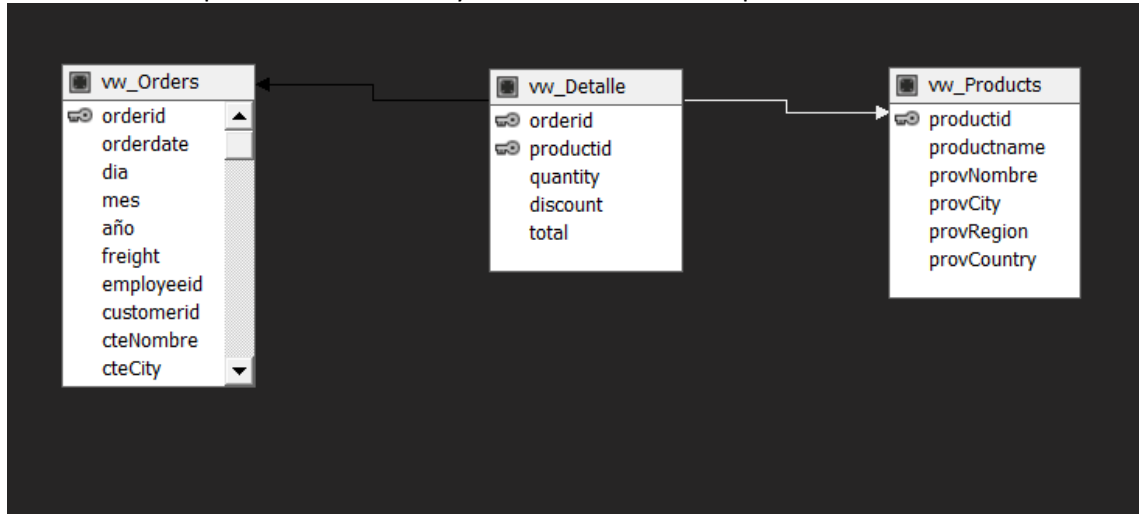 vw_Orders
orderid
orderdate
dia
mes
año
freight
employeeid
customerid
cteNombre
cteCity
vw_Detalle
orderid
productid
quantity
discount
total
vw_Products
productid
productname
provNombre
provCity
provRegion
provCountry